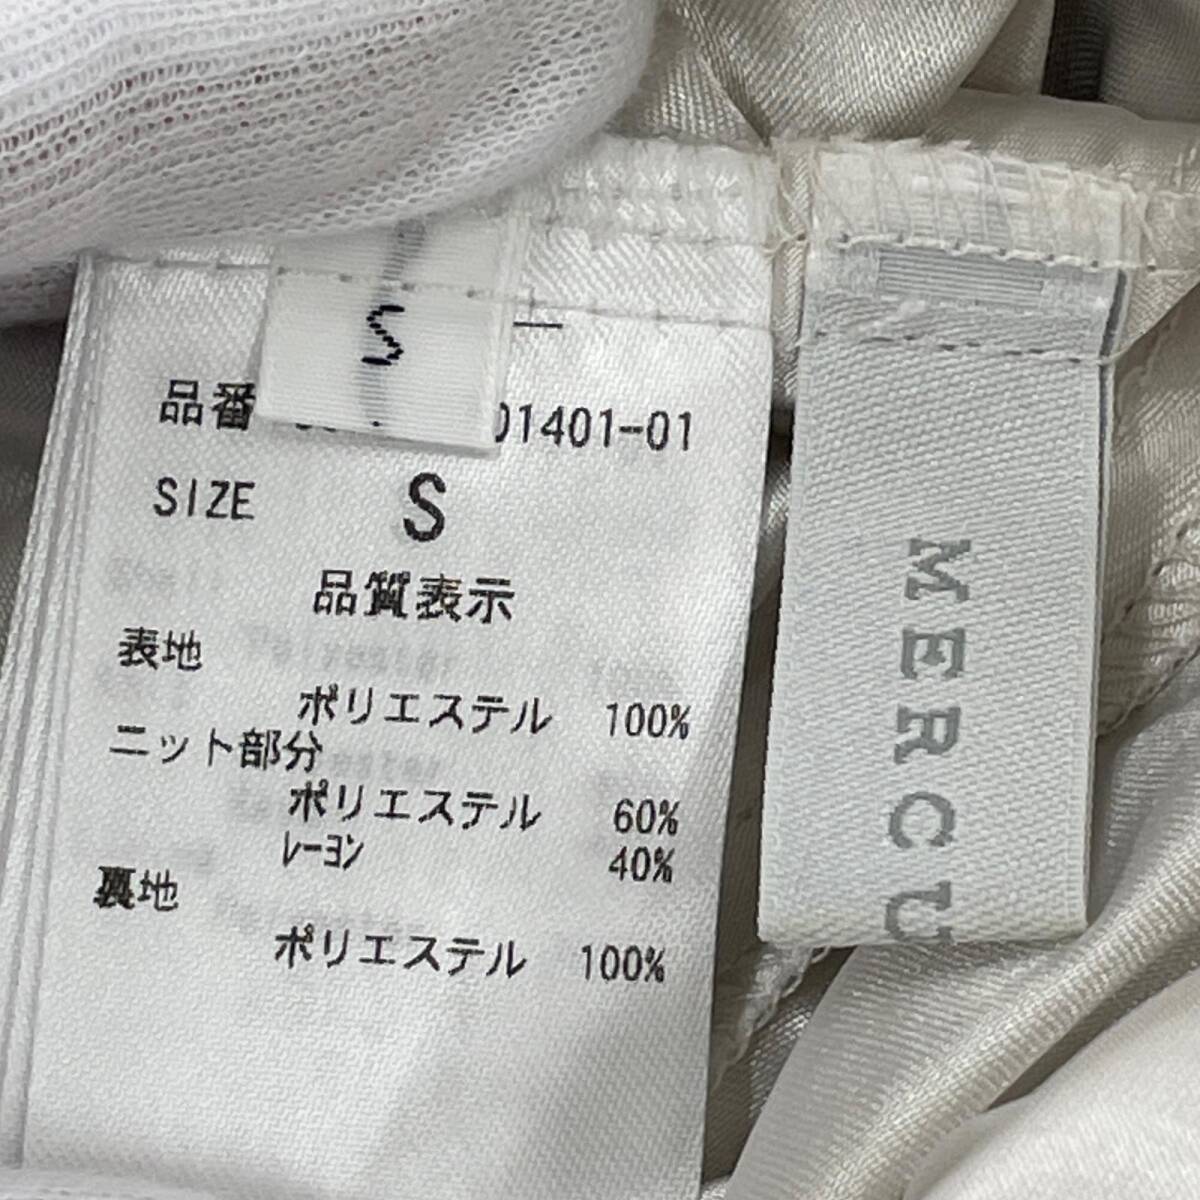 S
品番 01401-01
SIZE S
品質表示
表地
ポリエステル 100%
ニット部分
ポリエステル 60%
レーヨン 40%
裏地
ポリエステル 100%
MERCU